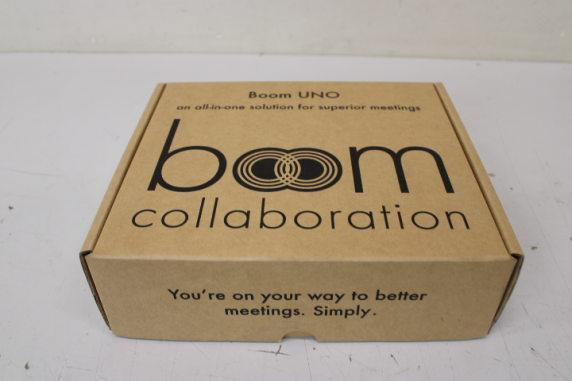 Boom UNO
an all-in-one solution for superior meetings
boom
collaboration
You're on your way to better
meetings. Simply.